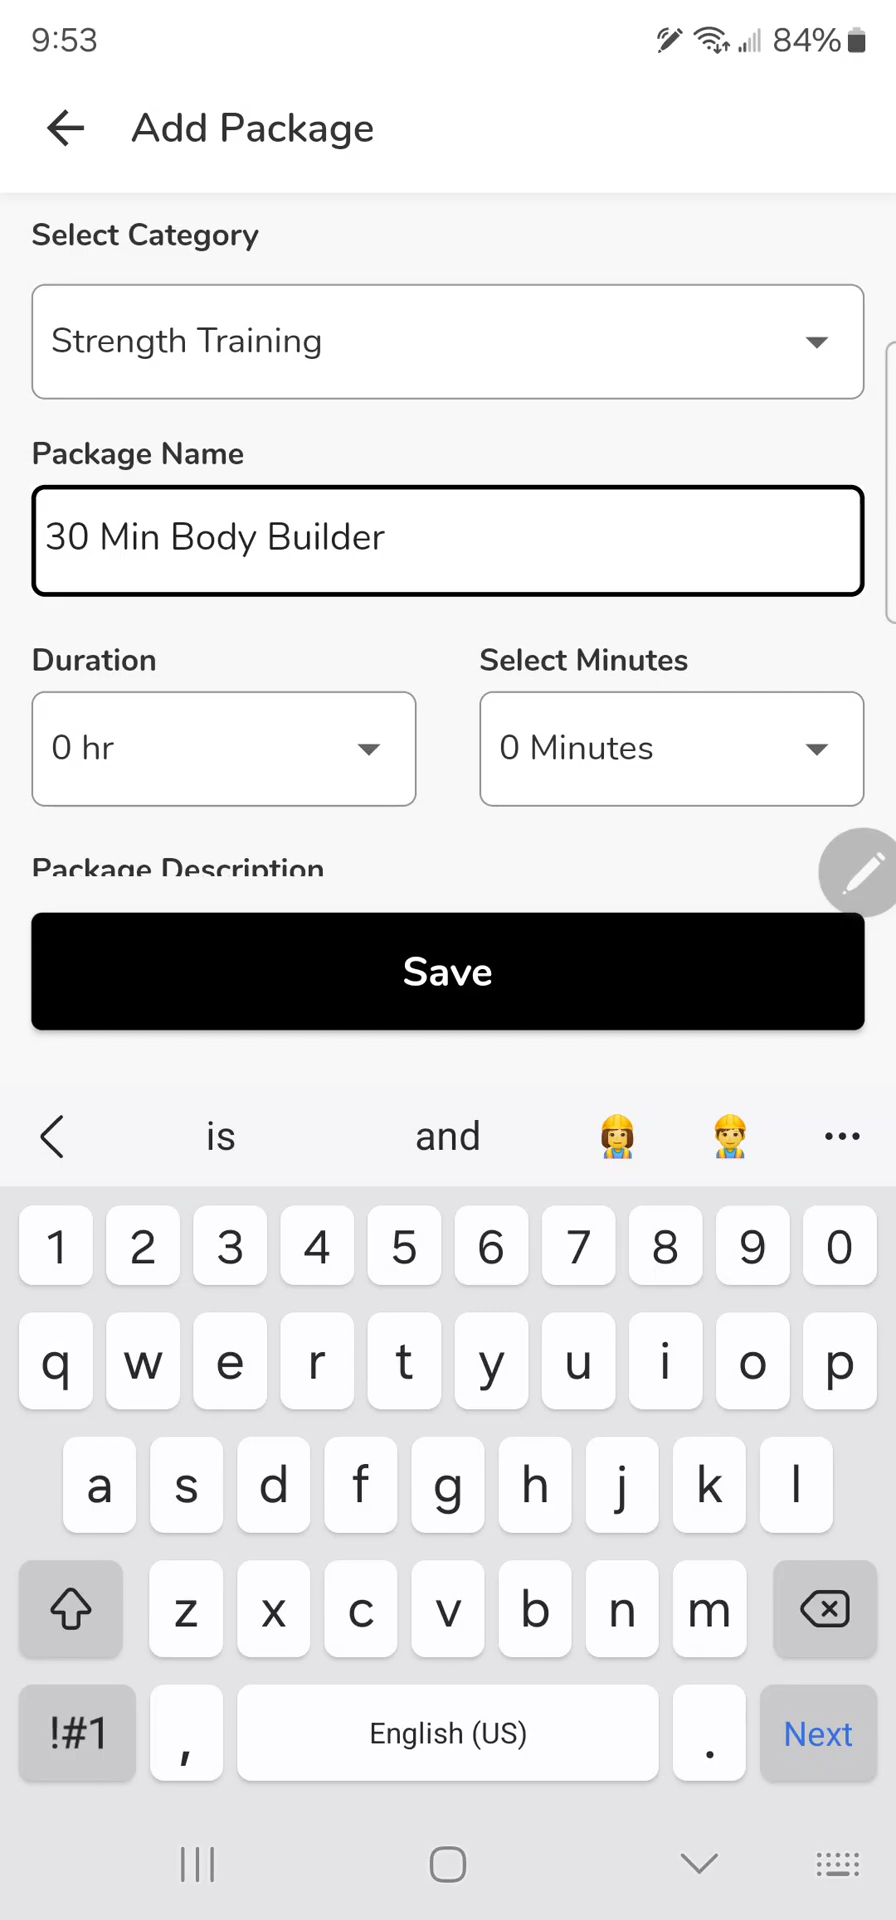 9:53 84%
Add Package
Select Category
Strength Training
Package Name
30 Min Body Builder
Duration Select Minutes
0 hr 0 Minutes
Package Description
Save
is and
1 2 3 4 5 6 7 8 9 0
q w e r t y u i o p
a s d f g h j k l
z x c v b n m
!#1 , English (US) . Next